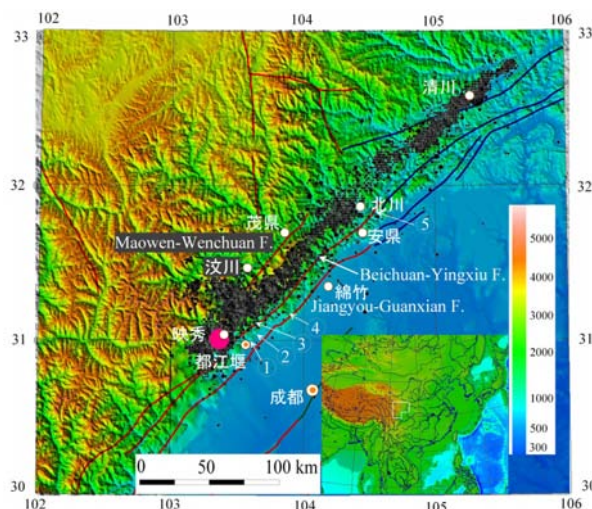 102 103 104 105 106
33 33
清川
32 32
北川
5
茂県
安県
Maowen-Wenchuan F.
Beichuan-Yingxiu F.
汶川
綿竹
Jiangyou-Guanxian F.
4
映秀
3
31 31
2
都江堰
1
成都
5000
4000
3000
2000
1000
500
300
0 50 100 km
30 30
102 103 104 105 106